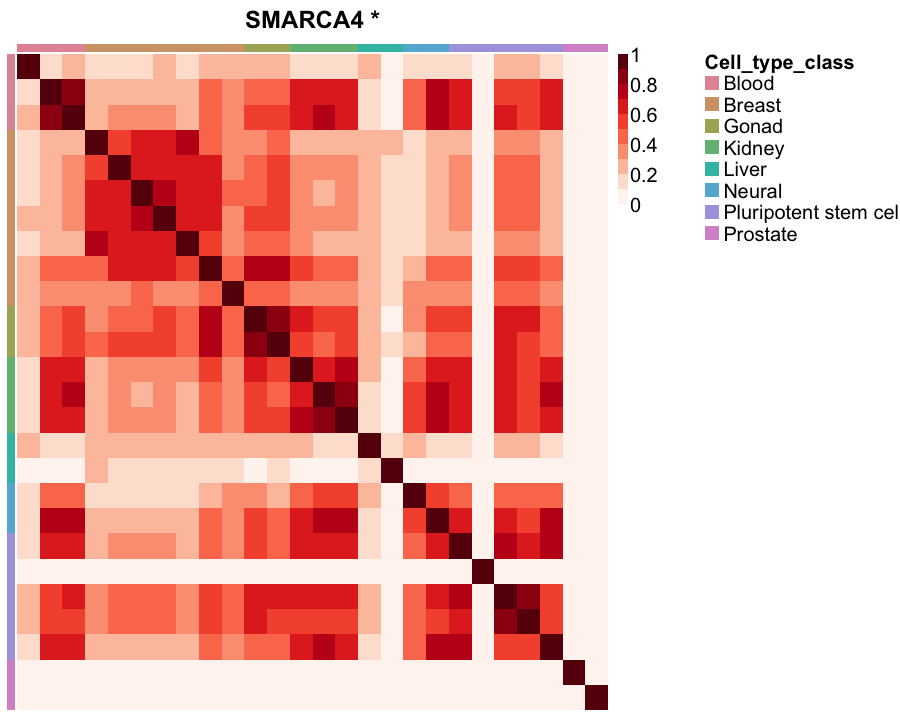 SMARCA4 *
1
0.8
0.6
0.4
0.2
0
Cell_type_class
Blood
Breast
Gonad
Kidney
Liver
Neural
Pluripotent stem cel
Prostate